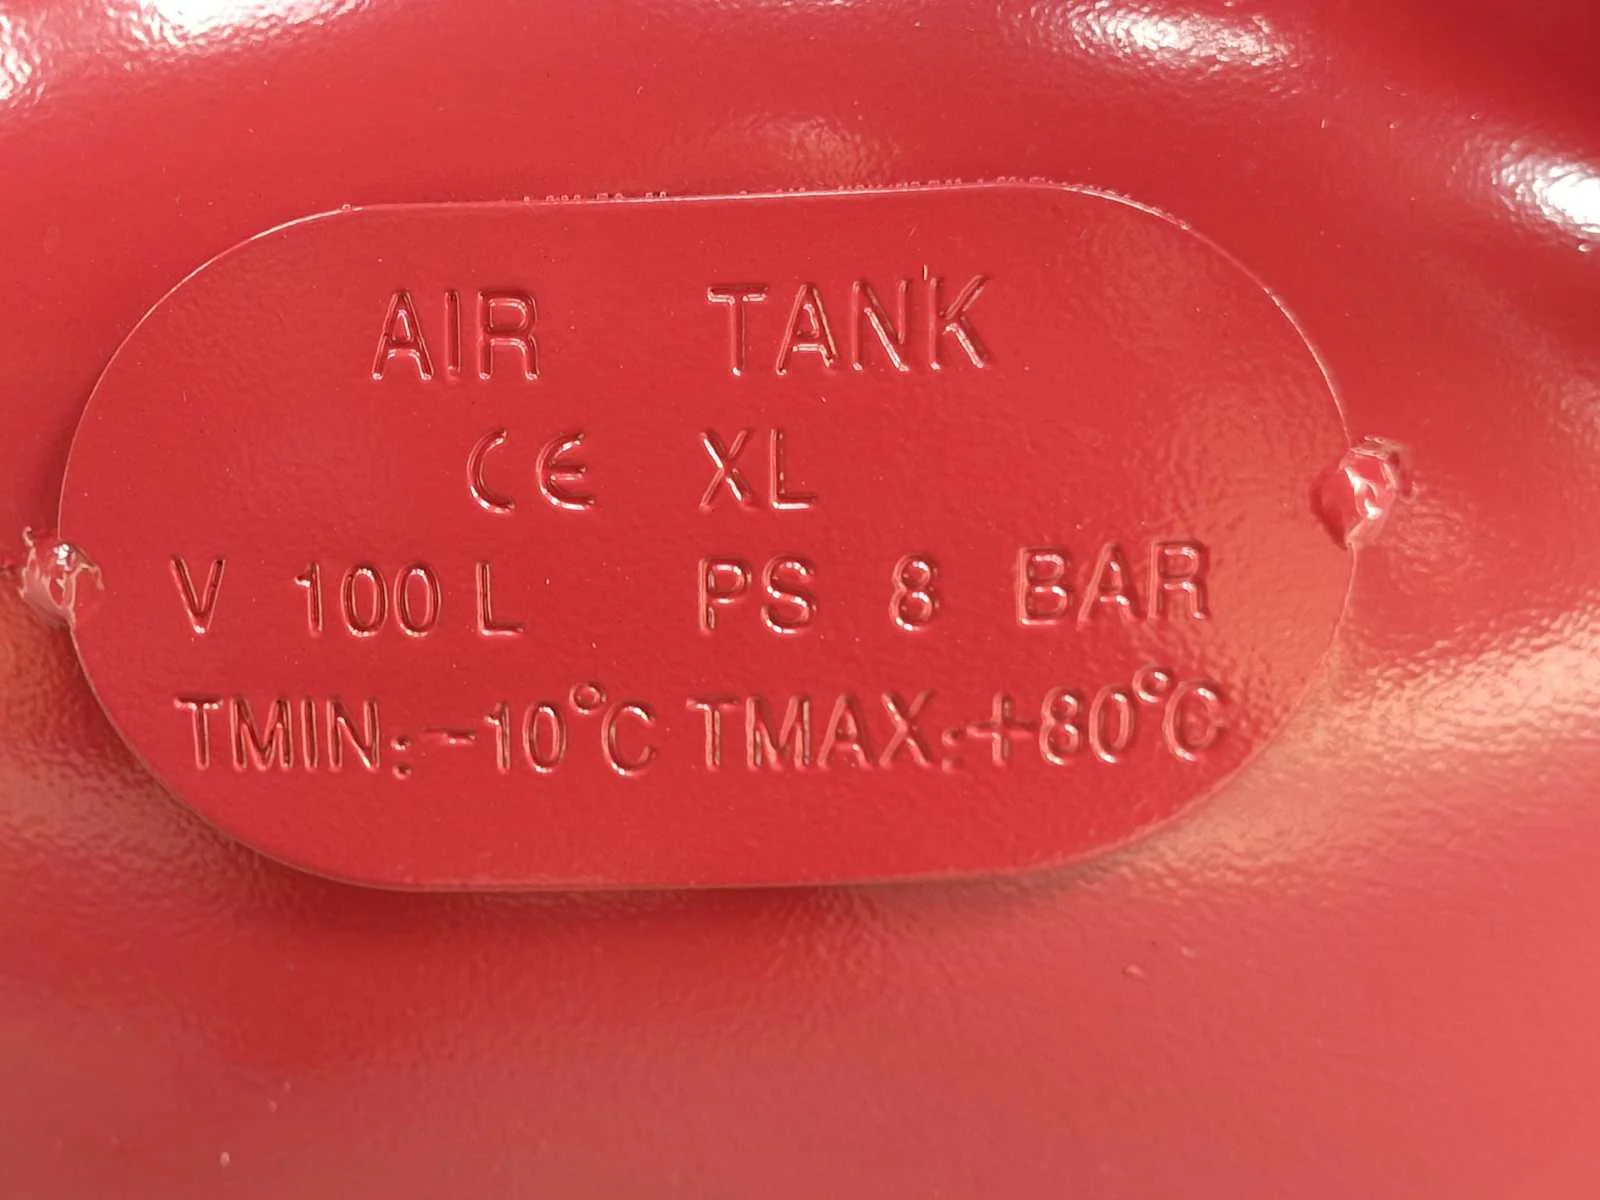 AIR TANK
CE XL
V 100 L PS 8 BAR
TMIN:-10°C TMAX:+80°C